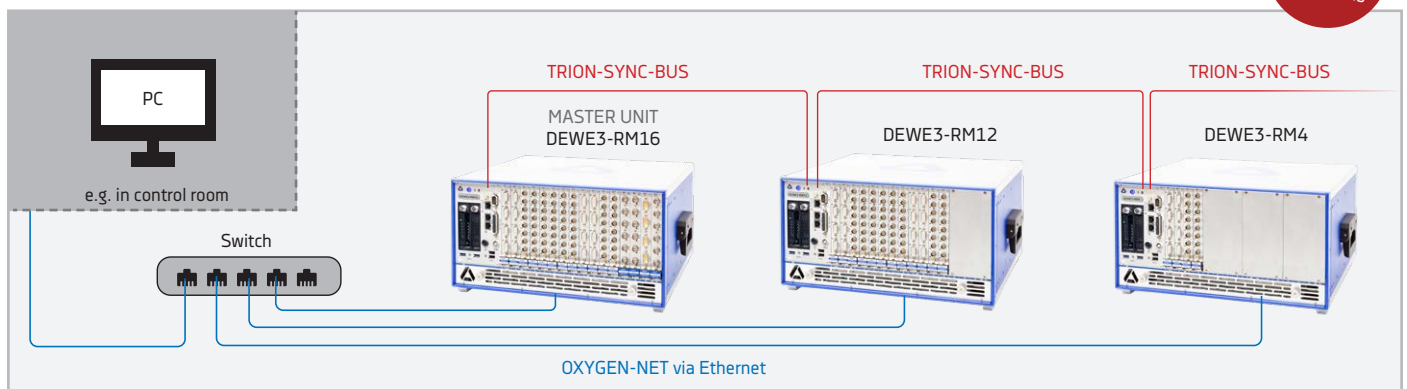 PC
e.g. in control room
Switch
TRION-SYNC-BUS
TRION-SYNC-BUS
TRION-SYNC-BUS
MASTER UNIT
DEWE3-RM16
DEWE3-RM12
DEWE3-RM4
OXYGEN-NET via Ethernet